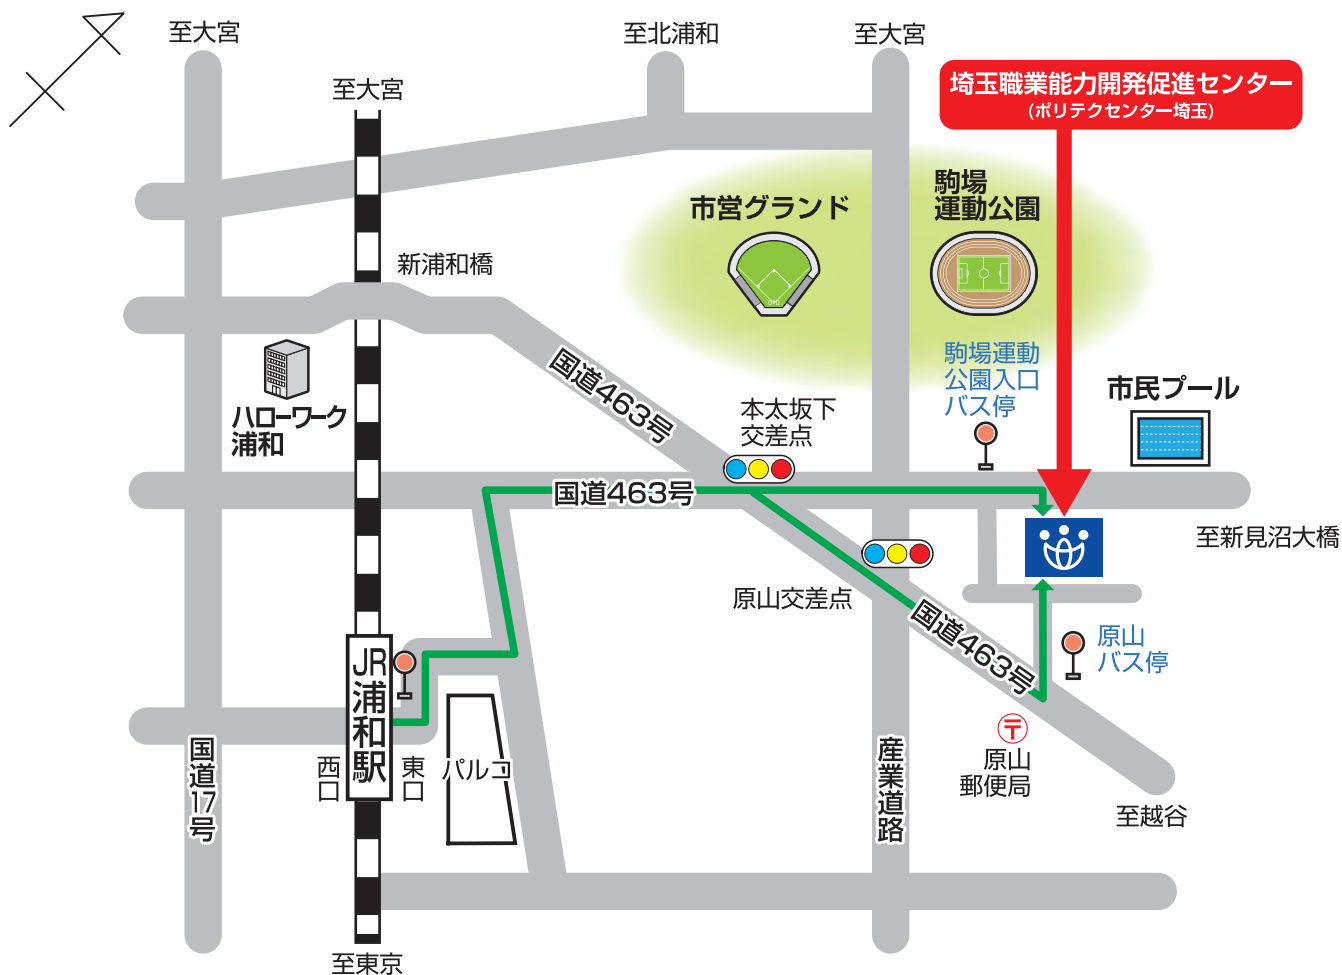 至大宮
至北浦和
至大宮
至大宮
埼玉職業能力開発促進センター
(ポリテクセンター埼玉)
駒場
運動公園
市営グランド
新浦和橋
国道463号
駒場運動
公園入口
バス停
市民プール
本太坂下
交差点
ハローワーク
浦和
国道463号
至新見沼大橋
原山交差点
国道463号
原山
バス停
JR浦和駅
西口
東口
パルコ
国道17号
産業道路
〒
原山
郵便局
至越谷
至東京